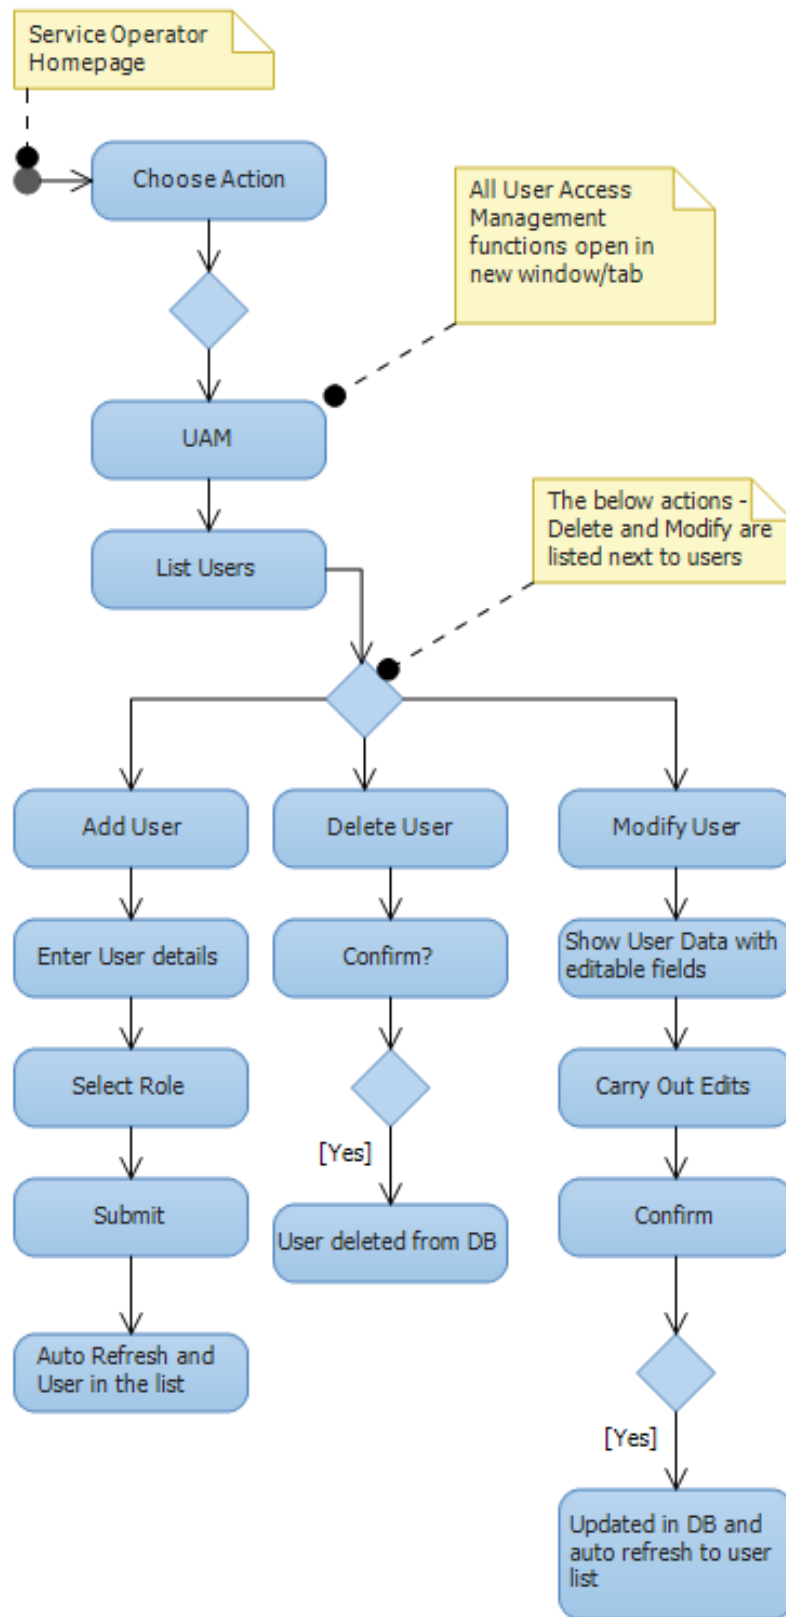 Service Operator
Homepage
Choose Action
All User Access
Management
functions open in
new window/tab
UAM
The below actions -
Delete and Modify are
listed next to users
List Users
Add User
Delete User
Modify User
Enter User details
Confirm?
Show User Data with
editable fields
Select Role
Carry Out Edits
[Yes]
Submit
User deleted from DB
Confirm
Auto Refresh and
User in the list
[Yes]
Updated in DB and
auto refresh to user
list